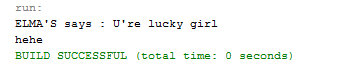 run:
ELMA'S says : U're lucky girl
hehe
BUILD SUCCESSFUL (total time: 0 seconds)